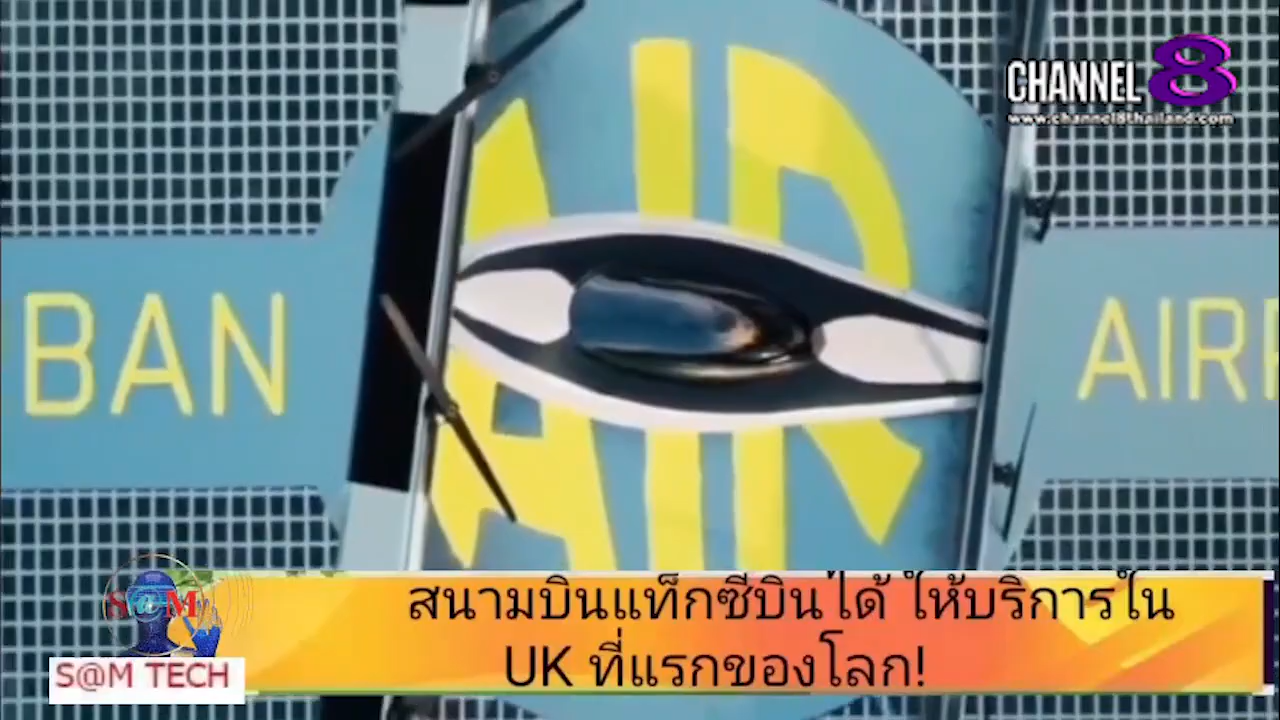 CHANNEL 8
www.channel8thailand.com
AIR
BAN
AIR
สนามบินแท็กซี่บินได้ ให้บริการใน
UK ที่แรกของโลก!
S@M
S@M TECH